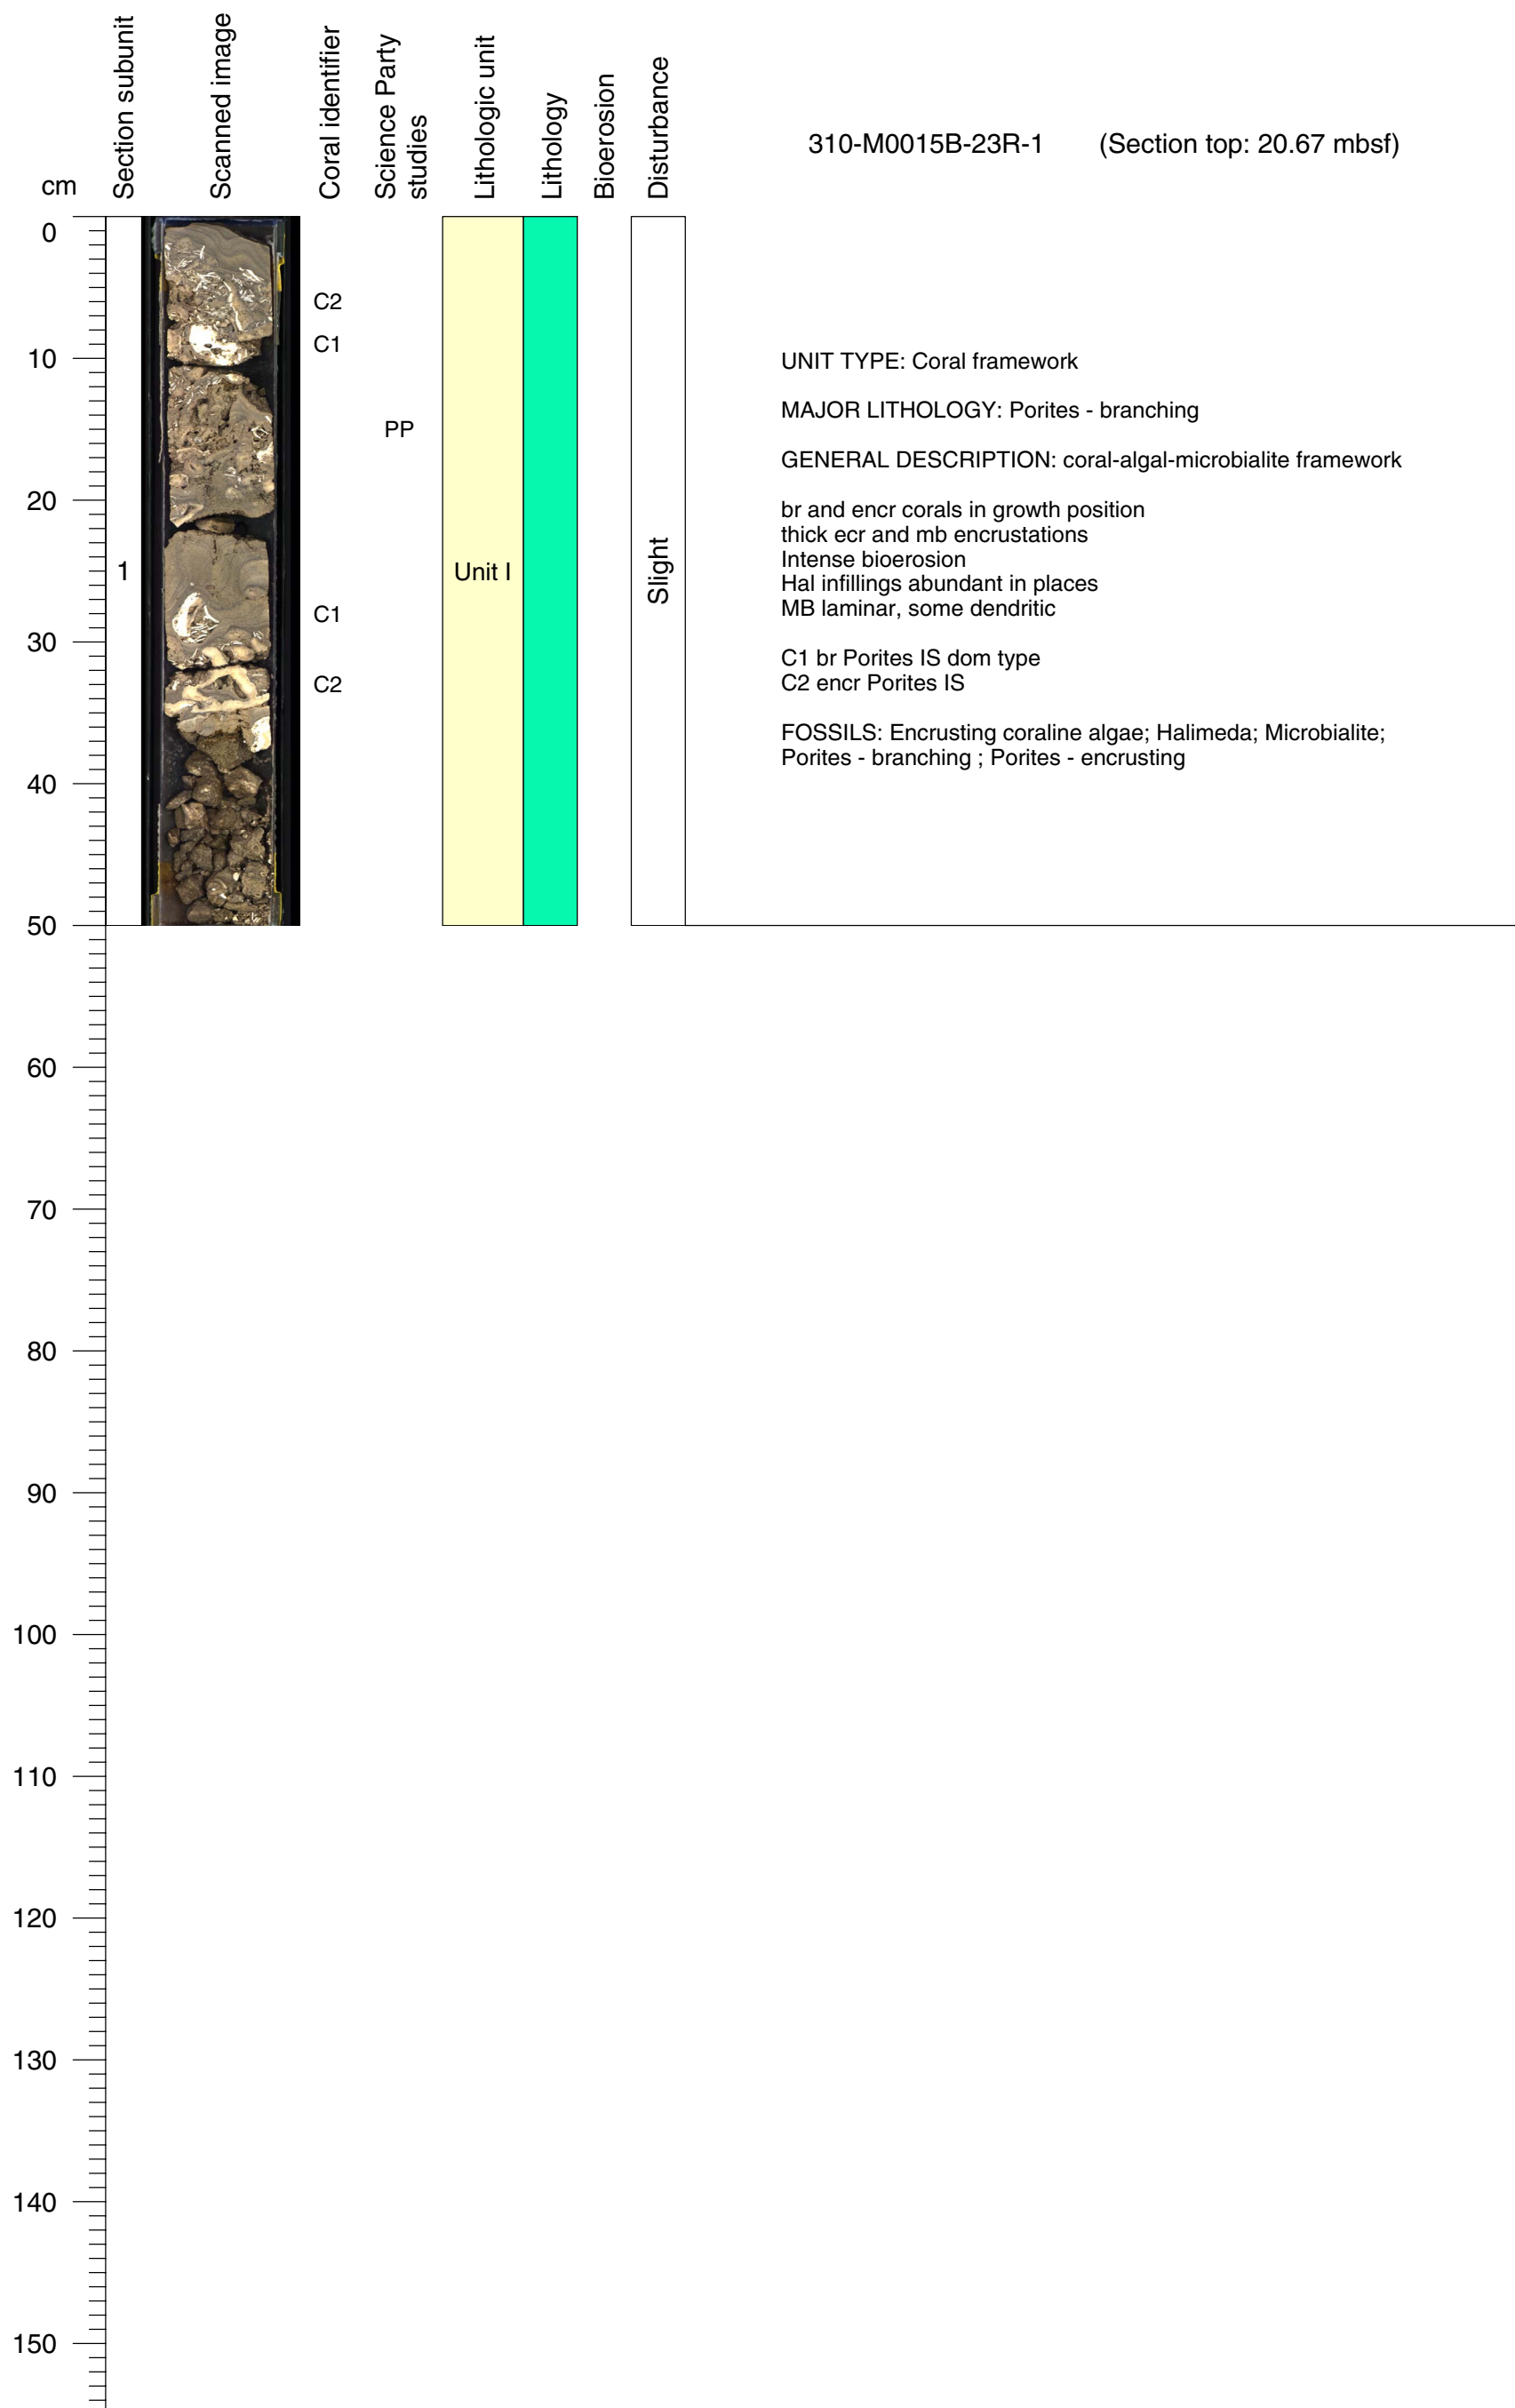 Section subunit
Scanned image
Coral identifier
Science Party
studies
Lithologic unit
Lithology
Bioerosion
Disturbance
310-M0015B-23R-1 (Section top: 20.67 mbsf)
cm
0
C2
C1
10
UNIT TYPE: Coral framework
MAJOR LITHOLOGY: Porites - branching
PP
GENERAL DESCRIPTION: coral-algal-microbialite framework
20
br and encr corals in growth position
thick ecr and mb encrustations
Intense bioerosion
1
Unit I
Slight
Hal infillings abundant in places
MB laminar, some dendritic
C1
30
C1 br Porites IS dom type
C2 encr Porites IS
C2
FOSSILS: Encrusting coraline algae; Halimeda; Microbialite;
Porites - branching ; Porites - encrusting
40
50
60
70
80
90
100
110
120
130
140
150